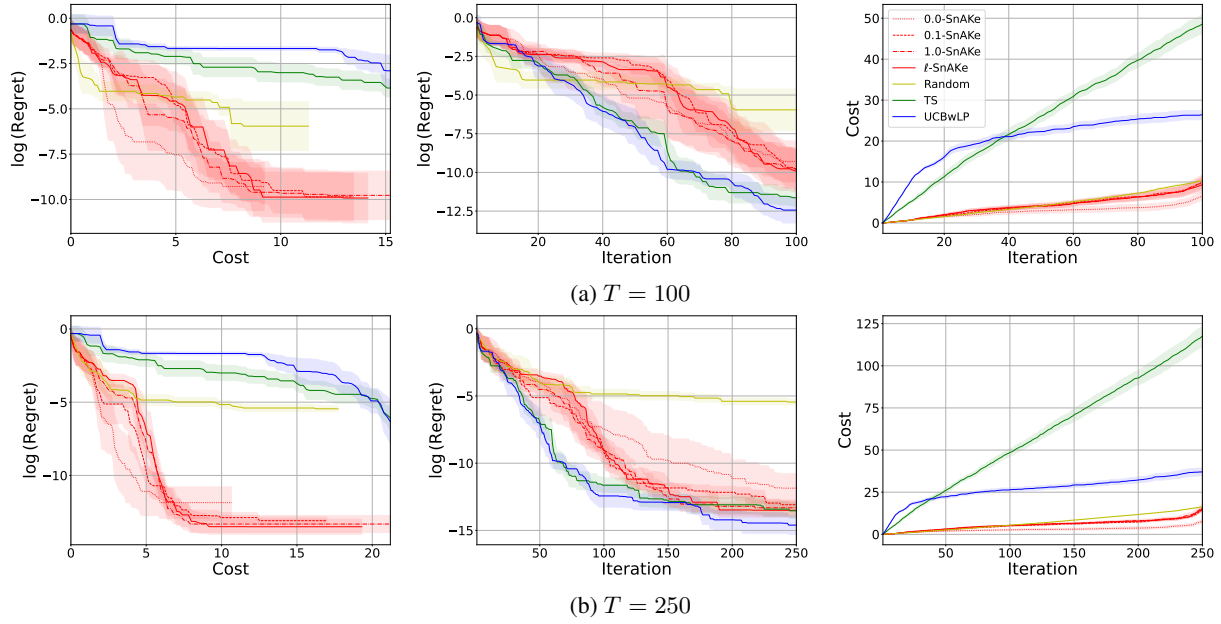 0.0
−2.5
−5.0
−7.5
−10.0
log (Regret)
0 5 10 15
Cost
0.0
−2.5
−5.0
−7.5
−10.0
−12.5
log (Regret)
20 40 60 80 100
Iteration
50
40
30
20
10
0
Cost
0.0-SnAKe
0.1-SnAKe
1.0-SnAKe
ℓ-SnAKe
Random
TS
UCBwLP
20 40 60 80 100
Iteration
(a) T = 100
0
−5
−10
log (Regret)
0 5 10 15 20
Cost
0
−5
−10
−15
log (Regret)
50 100 150 200 250
Iteration
125
100
75
50
25
0
Cost
50 100 150 200 250
Iteration
(b) T = 250